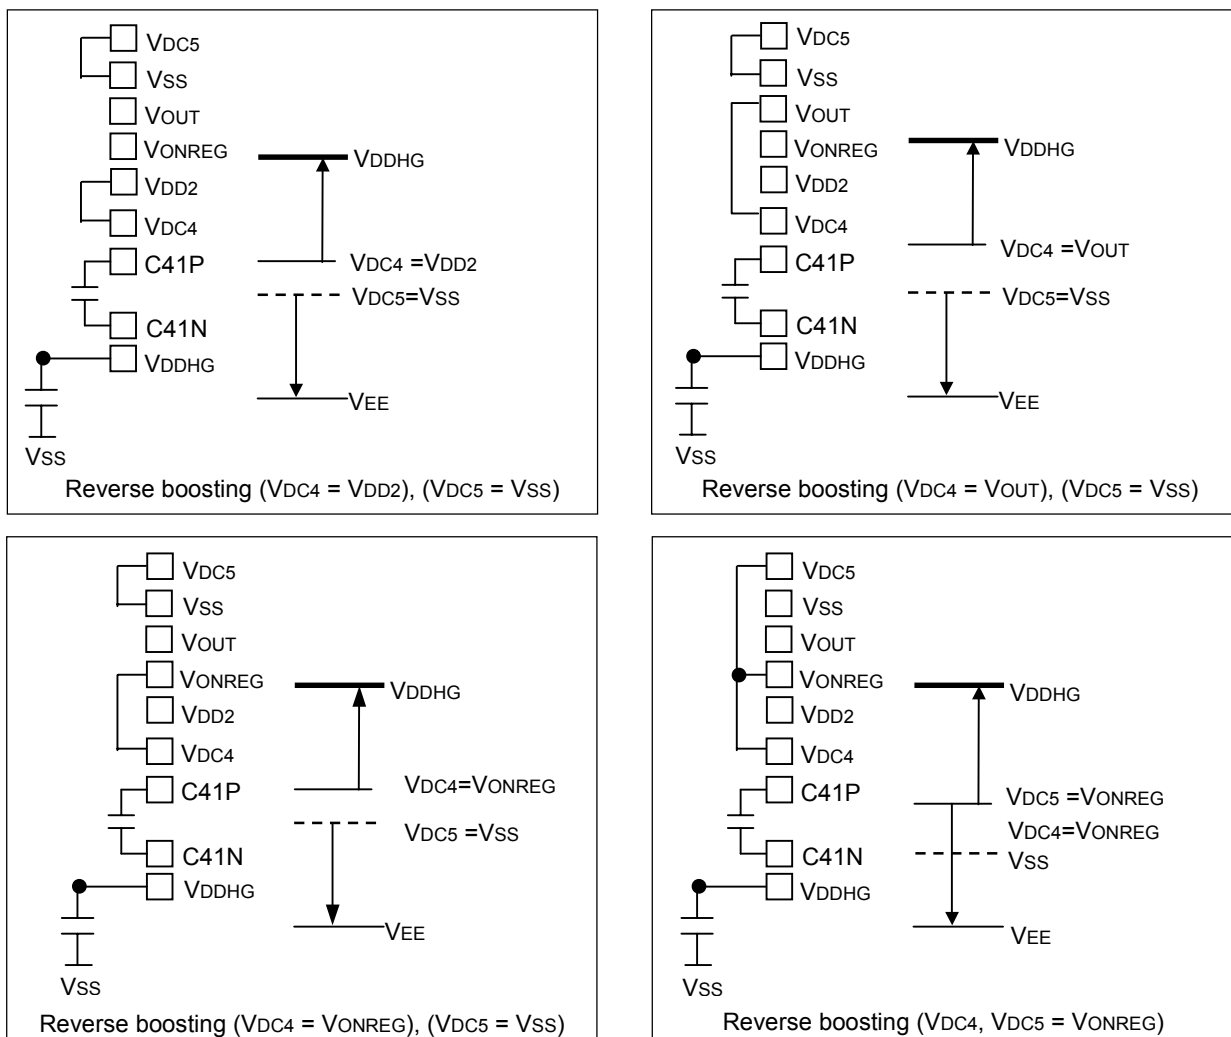 VDC5
VSS
VOUT
VONREG
VDD2
VDC4
C41P
C41N
VDDHG
VSS
VDDHG
VDC4 =VDD2
VDC5=VSS
VEE
Reverse boosting (VDC4 = VDD2), (VDC5 = VSS)
VDC5
VSS
VOUT
VONREG
VDD2
VDC4
C41P
C41N
VDDHG
VSS
VDDHG
VDC4 =VOUT
VDC5=VSS
VEE
Reverse boosting (VDC4 = VOUT), (VDC5 = VSS)
VDC5
VSS
VOUT
VONREG
VDD2
VDC4
C41P
C41N
VDDHG
VSS
VDDHG
VDC4=VONREG
VDC5 =VSS
VEE
Reverse boosting (VDC4 = VONREG), (VDC5 = VSS)
VDC5
VSS
VOUT
VONREG
VDD2
VDC4
C41P
C41N
VDDHG
VSS
VDDHG
VDC5 =VONREG
VDC4=VONREG
VSS
VEE
Reverse boosting (VDC4, VDC5 = VONREG)